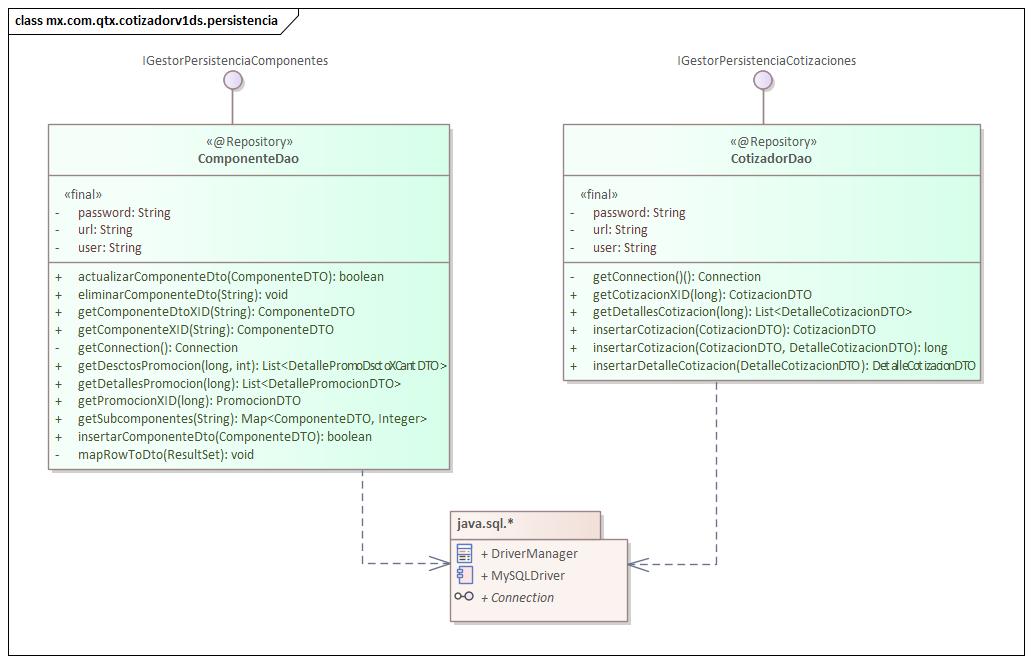 class mx.com.qtx.cotizadorv1ds.persistencia
IGestorPersistenciaComponentes
«@Repository»
ComponenteDao
«final»
- password: String
- url: String
- user: String
+ actualizarComponenteDto(ComponenteDTO): boolean
+ eliminarComponenteDto(String): void
+ getComponenteDtoXID(String): ComponenteDTO
+ getComponenteXID(String): ComponenteDTO
- getConnection(): Connection
+ getDesctosPromocion(long, int): List<DetallePromoDsctoXCantDTO>
+ getDetallesPromocion(long): List<DetallePromocionDTO>
+ getPromocionXID(long): PromocionDTO
+ getSubcomponentes(String): Map<ComponenteDTO, Integer>
+ insertarComponenteDto(ComponenteDTO): boolean
- mapRowToDto(ResultSet): void
IGestorPersistenciaCotizaciones
«@Repository»
CotizadorDao
«final»
- password: String
- url: String
- user: String
- getConnection()(): Connection
+ getCotizacionXID(long): CotizacionDTO
+ getDetallesCotizacion(long): List<DetalleCotizacionDTO>
+ insertarCotizacion(CotizacionDTO): CotizacionDTO
+ insertarCotizacion(CotizacionDTO, DetalleCotizacionDTO): long
+ insertarDetalleCotizacion(DetalleCotizacionDTO): DetalleCotizacionDTO
java.sql.*
+ DriverManager
+ MySQLDriver
+ Connection